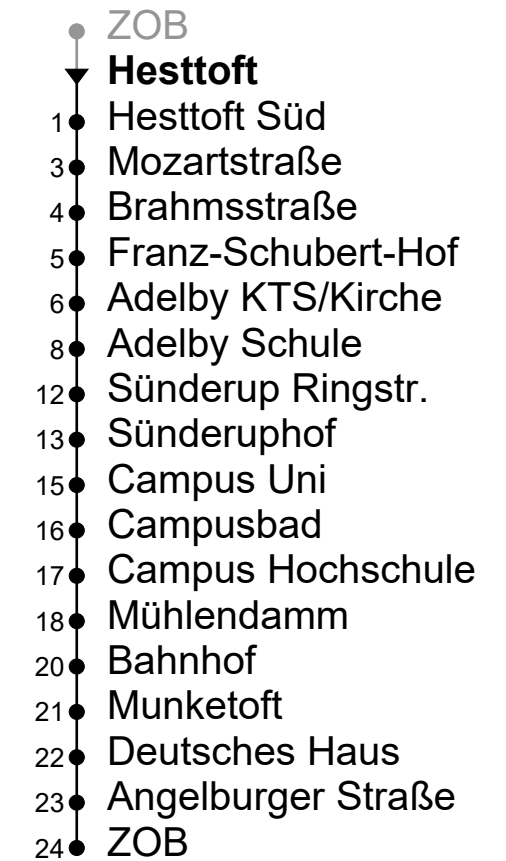 ZOB
Hesttoft
1 Hesttoft Süd
3 Mozartstraße
4 Brahmsstraße
5 Franz-Schubert-Hof
6 Adelby KTS/Kirche
8 Adelby Schule
12 Sünderup Ringstr.
13 Sünderuphof
15 Campus Uni
16 Campusbad
17 Campus Hochschule
18 Mühlendamm
20 Bahnhof
21 Munketoft
22 Deutsches Haus
23 Angelburger Straße
24 ZOB